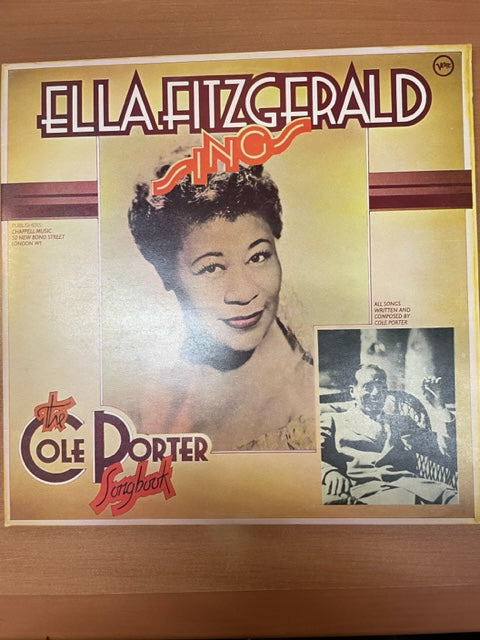 Verve
ELLA FITZGERALD
SINGS
PUBLISHERS:
CHAPPELL MUSIC
50 NEW BOND STREET
LONDON W1
ALL SONGS
WRITTEN AND
COMPOSED BY
COLE PORTER
the
COLE PORTER
Songbook